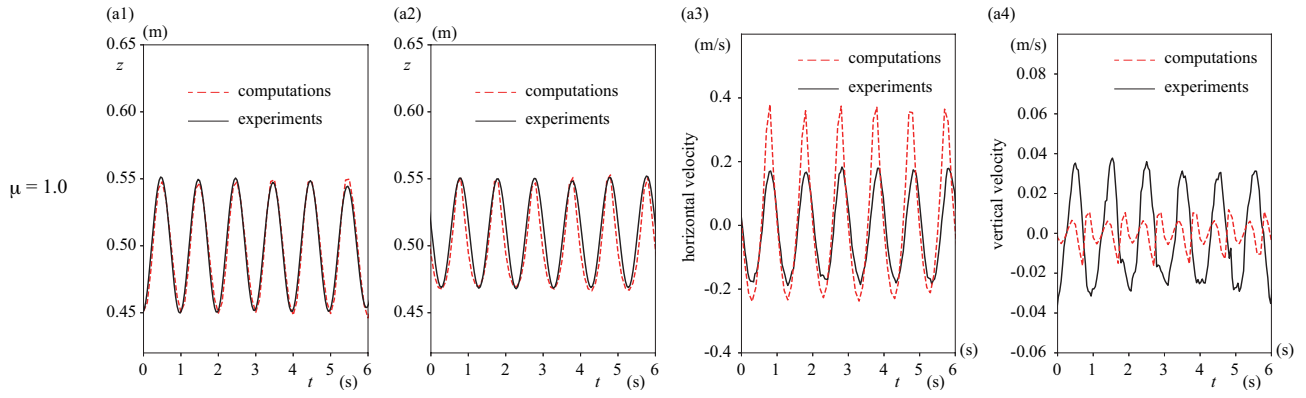 μ = 1.0
(a1)
(m)
0.65
z
0.60
0.55
0.50
0.45
computations
experiments
0 1 2 3 4 5 6
t (s)
(a2)
(m)
0.65
z
0.60
0.55
0.50
0.45
computations
experiments
0 1 2 3 4 5 6
t (s)
(a3)
(m/s)
0.4
0.2
0.0
-0.2
-0.4
horizontal velocity
computations
experiments
(s)
0 1 2 3 4 5 6
t
(a4)
(m/s)
0.08
0.06
0.04
0.02
0.0
-0.02
-0.04
-0.06
vertical velocity
computations
experiments
(s)
0 1 2 3 4 5 6
t